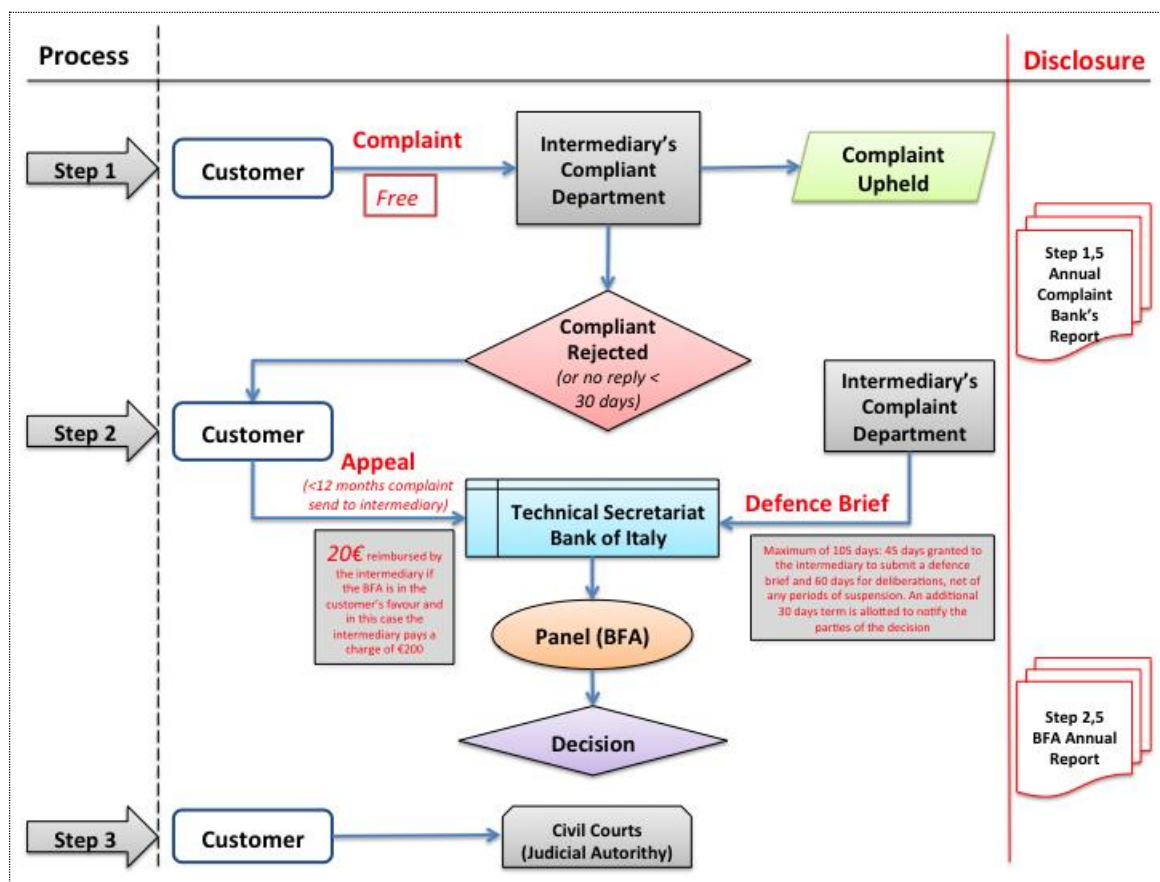 Process
Disclosure
Step 1
Customer
Complaint
Free
Intermediary's
Compliant
Department
Complaint
Upheld
Step 1,5
Annual
Complaint
Bank's
Report
Compliant
Rejected
(or no reply <
30 days)
Intermediary's
Complaint
Department
Step 2
Customer
Appeal
(<12 months complaint
send to intermediary)
Technical Secretariat
Bank of Italy
Defence Brief
20€ reimbursed by
the intermediary if
the BFA is in the
customer's favour and
in this case the
intermediary pays a
charge of €200
Maximum of 105 days: 45 days granted to
the intermediary to submit a defence
brief and 60 days for deliberations, net of
any periods of suspension. An additional
30 days term is allotted to notify the
parties of the decision
Panel (BFA)
Decision
Step 2,5
BFA Annual
Report
Step 3
Customer
Civil Courts
(Judicial Autorithy)